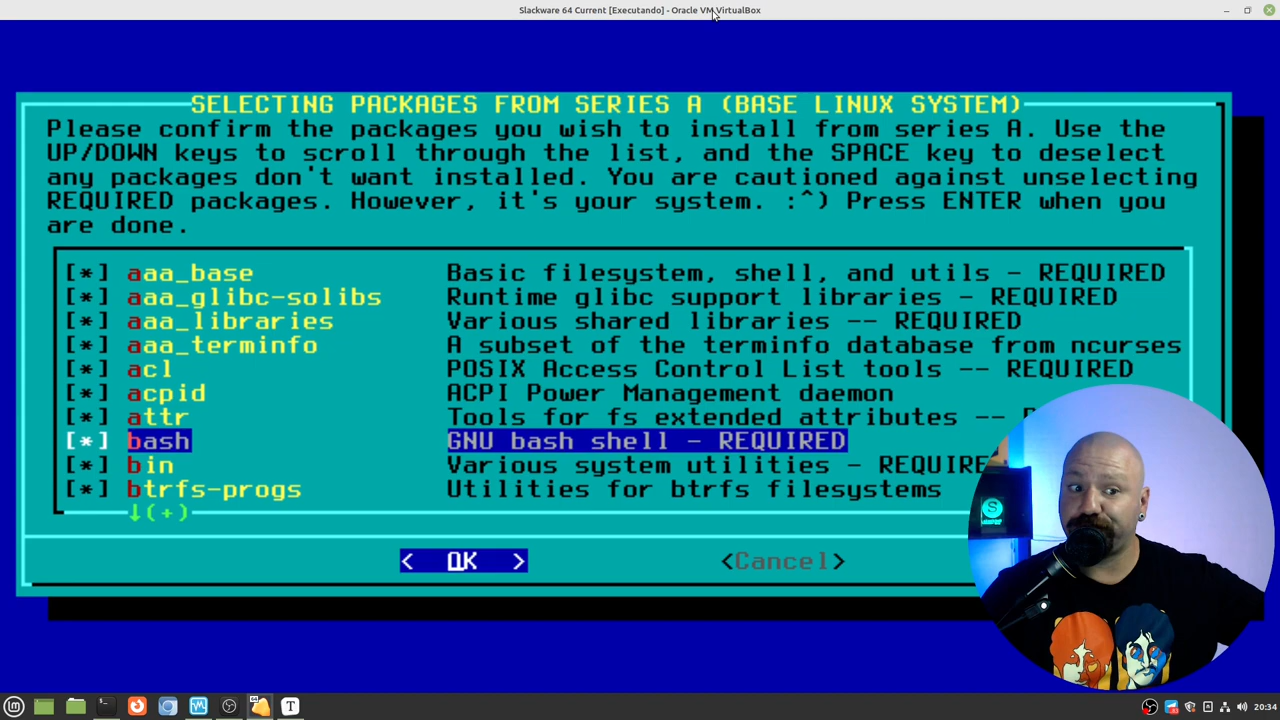 Slackware 64 Current [Executando] - Oracle VM VirtualBox
SELECTING PACKAGES FROM SERIES A (BASE LINUX SYSTEM)
Please confirm the packages you wish to install from series A. Use the
UP/DOWN keys to scroll through the list, and the SPACE key to deselect
any packages don't want installed. You are cautioned against unselecting
REQUIRED packages. However, it's your system. :^) Press ENTER when you
are done.
[*] aaa_base Basic filesystem, shell, and utils - REQUIRED
[*] aaa_glibc-solibs Runtime glibc support libraries - REQUIRED
[*] aaa_libraries Various shared libraries -- REQUIRED
[*] aaa_terminfo A subset of the terminfo database from ncurses
[*] acl POSIX Access Control List tools -- REQUIRED
[*] acpid ACPI Power Management daemon
[*] attr Tools for fs extended attributes --
[*] bash GNU bash shell - REQUIRED
[*] bin Various system utilities - REQUIRE
[*] btrfs-progs Utilities for btrfs filesystems
↓(+)
< OK > <Cancel>
20:34